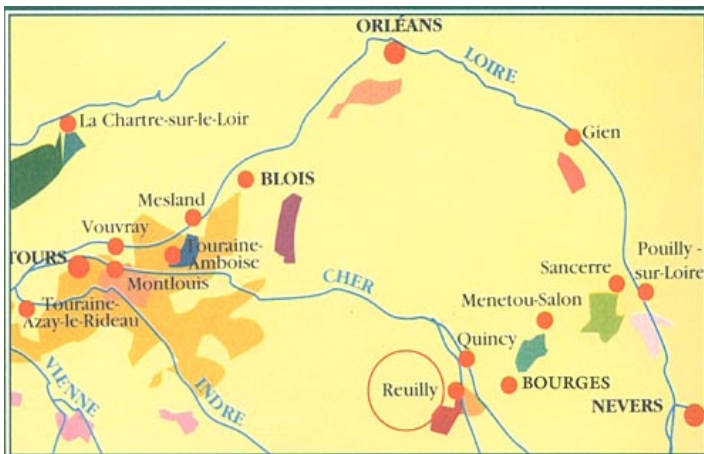 ORLÉANS
LOIRE
La Chartre-sur-le-Loir
Gien
BLOIS
Mesland
Vouvray
TOURS
Touraine-
Amboise
Montlouis
CHER
Sancerre
Pouilly -
sur-Loire
Menetou-Salon
Touraine-
Azay-le-Rideau
Quincy
VIENNE
INDRE
Reuilly
BOURGES
NEVERS